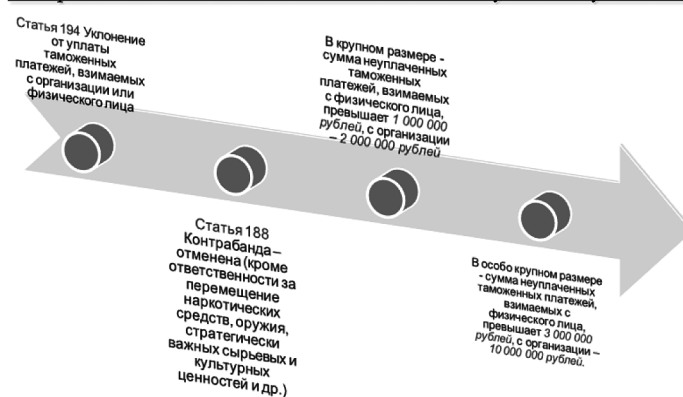 Статья 194 Уклонение
от уплаты
таможенных
платежей, взимаемых
с организации или
физического лица
Статья 188
Контрабанда –
отменена (кроме
ответственности за
перемещение
наркотических
средств, оружия,
стратегически
важных сырьевых и
культурных
ценностей и др.)
В крупном размере -
сумма неуплаченных
таможенных
платежей, взимаемых
с физического лица,
превышает 1 000 000
рублей, с организации
– 2 000 000 рублей
В особо крупном размере
- сумма неуплаченных
таможенных платежей,
взимаемых с
физического лица,
превышает 3 000 000
рублей, с организации –
10 000 000 рублей.